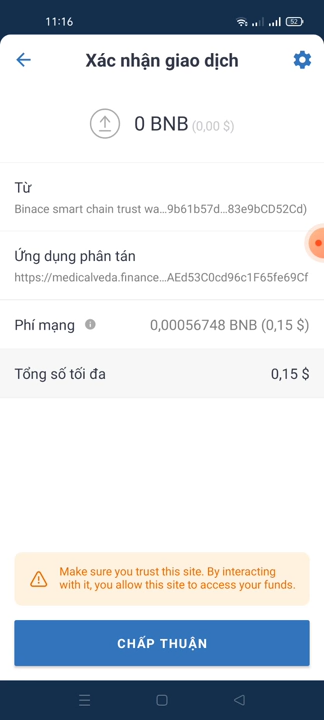 11:16
52
Xác nhận giao dịch
0 BNB (0,00 $)
Từ
Binace smart chain trust wa...9b61b57d...83e9bCD52Cd)
Ứng dụng phân tán
https://medicalveda.finance...AEd53C0cd96c1F65fe69Cf
Phí mạng 0,00056748 BNB (0,15 $)
Tổng số tối đa 0,15 $
Make sure you trust this site. By interacting
with it, you allow this site to access your funds.
CHẤP THUẬN